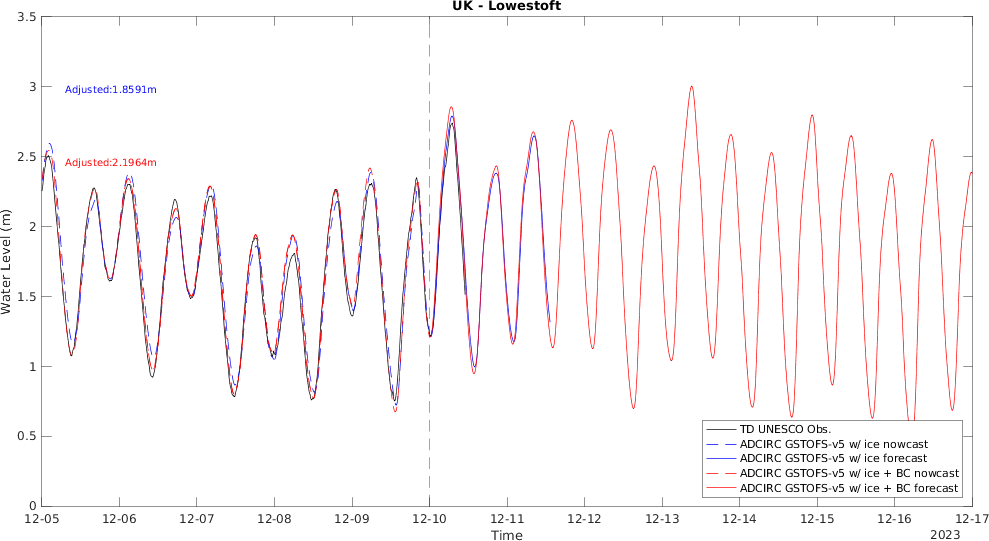 UK - Lowestoft
3.5
3
2.5
2
1.5
1
0.5
0
Water Level (m)
Adjusted:1.8591m
Adjusted:2.1964m
TD UNESCO Obs.
ADCIRC GSTOFS-v5 w/ ice nowcast
ADCIRC GSTOFS-v5 w/ ice forecast
ADCIRC GSTOFS-v5 w/ ice + BC nowcast
ADCIRC GSTOFS-v5 w/ ice + BC forecast
12-05 12-06 12-07 12-08 12-09 12-10 12-11 12-12 12-13 12-14 12-15 12-16 12-17
Time
2023